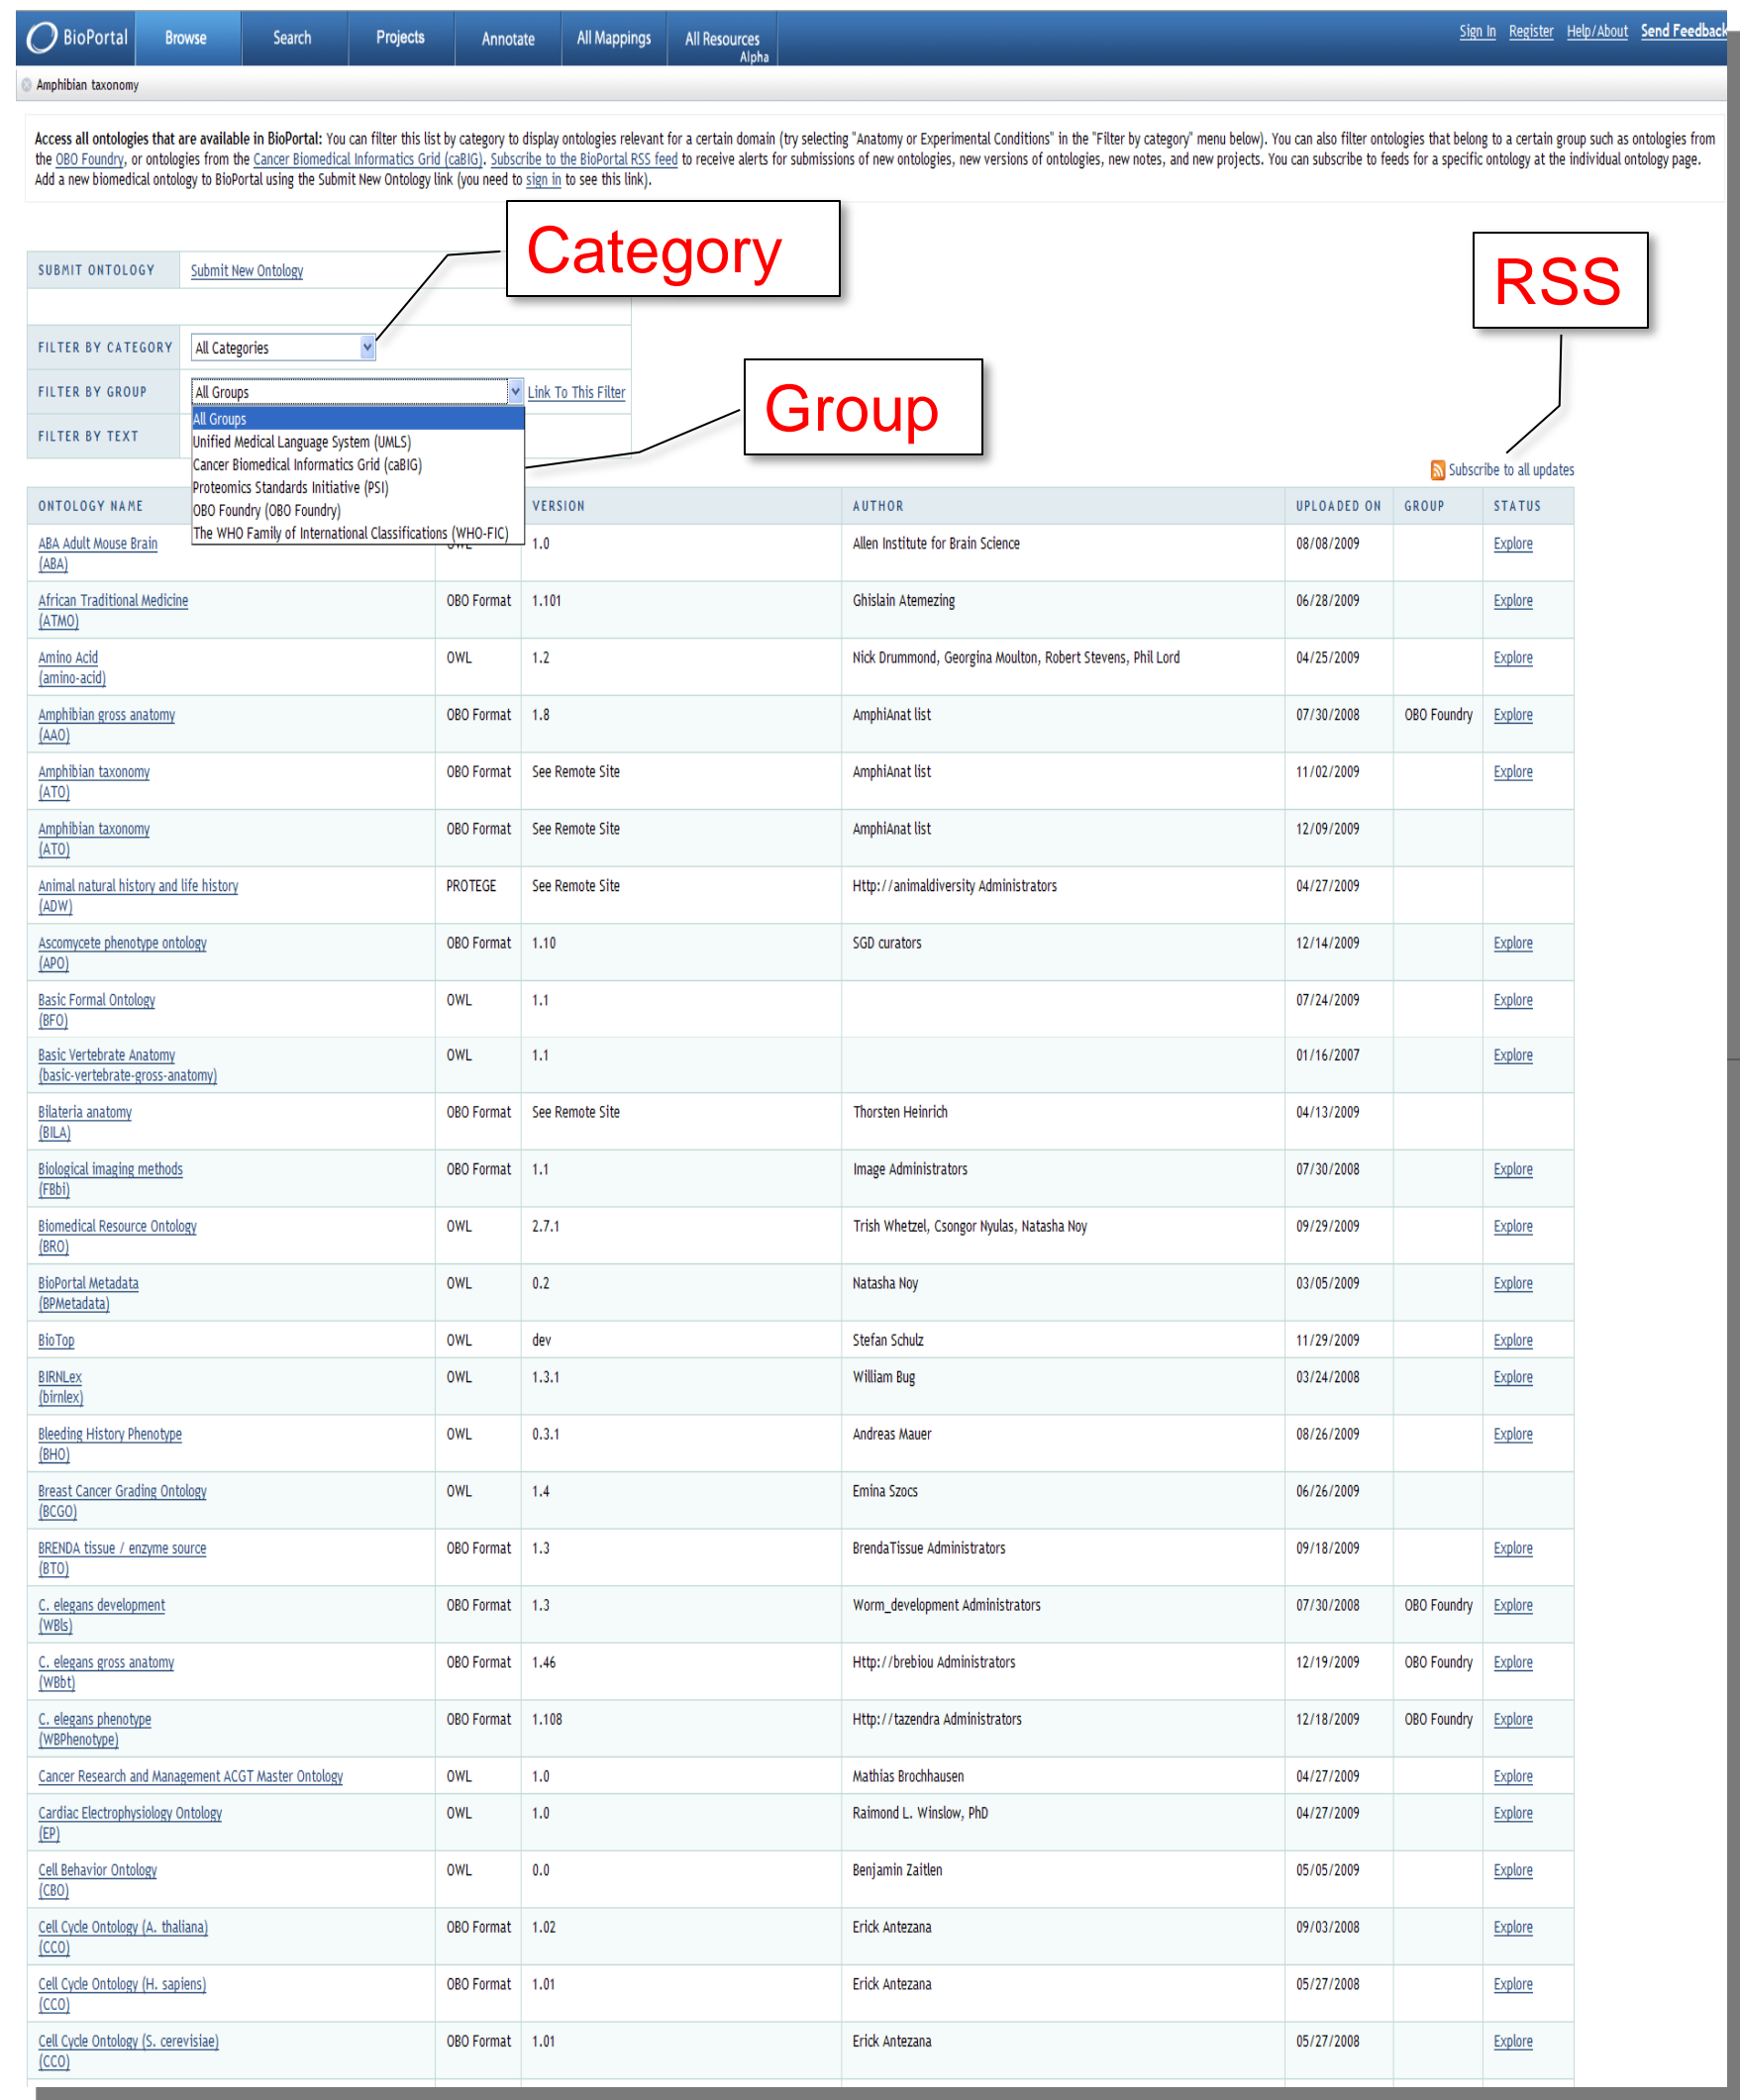 BioPortal Browse Search Projects Annotate All Mappings All Resources Alpha Sign In Register Help/About Send Feedback
Amphibian taxonomy
Access all ontologies that are available in BioPortal: You can filter this list by category to display ontologies relevant for a certain domain (try selecting "Anatomy or Experimental Conditions" in the "Filter by category" menu below). You can also filter ontologies that belong to a certain group such as ontologies from
the OBO Foundry, or ontologies from the Cancer Biomedical Informatics Grid (caBIG). Subscribe to the BioPortal RSS feed to receive alerts for submissions of new ontologies, new versions of ontologies, new notes, and new projects. You can subscribe to feeds for a specific ontology at the individual ontology page.
Add a new biomedical ontology to BioPortal using the Submit New Ontology link (you need to sign in to see this link).
Category
RSS
SUBMIT ONTOLOGY Submit New Ontology
FILTER BY CATEGORY All Categories
FILTER BY GROUP All Groups Link To This Filter
Group
All Groups
FILTER BY TEXT
Unified Medical Language System (UMLS)
Cancer Biomedical Informatics Grid (caBIG)
Proteomics Standards Initiative (PSI)
OBO Foundry (OBO Foundry)
The WHO Family of International Classifications (WHO-FIC)
Subscribe to all updates
ONTOLOGY NAME VERSION AUTHOR UPLOADED ON GROUP STATUS
ABA Adult Mouse Brain OWL 1.0 Allen Institute for Brain Science 08/08/2009 Explore
(ABA)
African Traditional Medicine OBO Format 1.101 Ghislain Atemezing 06/28/2009 Explore
(ATMO)
Amino Acid OWL 1.2 Nick Drummond, Georgina Moulton, Robert Stevens, Phil Lord 04/25/2009 Explore
(amino-acid)
Amphibian gross anatomy OBO Format 1.8 AmphiAnat list 07/30/2008 OBO Foundry Explore
(AAO)
Amphibian taxonomy OBO Format See Remote Site AmphiAnat list 11/02/2009 Explore
(ATO)
Amphibian taxonomy OBO Format See Remote Site AmphiAnat list 12/09/2009
(ATO)
Animal natural history and life history PROTEGE See Remote Site Http://animaldiversity Administrators 04/27/2009
(ADW)
Ascomycete phenotype ontology OBO Format 1.10 SGD curators 12/14/2009 Explore
(APO)
Basic Formal Ontology OWL 1.1 07/24/2009 Explore
(BFO)
Basic Vertebrate Anatomy OWL 1.1 01/16/2007 Explore
(basic-vertebrate-gross-anatomy)
Bilateria anatomy OBO Format See Remote Site Thorsten Heinrich 04/13/2009
(BILA)
Biological imaging methods OBO Format 1.1 Image Administrators 07/30/2008 Explore
(FBbi)
Biomedical Resource Ontology OWL 2.7.1 Trish Whetzel, Csongor Nyulas, Natasha Noy 09/29/2009 Explore
(BRO)
BioPortal Metadata OWL 0.2 Natasha Noy 03/05/2009 Explore
(BPMetadata)
BioTop OWL dev Stefan Schulz 11/29/2009 Explore
BIRNLex OWL 1.3.1 William Bug 03/24/2008 Explore
(birnlex)
Bleeding History Phenotype OWL 0.3.1 Andreas Mauer 08/26/2009 Explore
(BHO)
Breast Cancer Grading Ontology OWL 1.4 Emina Szocs 06/26/2009
(BCGO)
BRENDA tissue / enzyme source OBO Format 1.3 BrendaTissue Administrators 09/18/2009 Explore
(BTO)
C. elegans development OBO Format 1.3 Worm_development Administrators 07/30/2008 OBO Foundry Explore
(WBls)
C. elegans gross anatomy OBO Format 1.46 Http://brebiou Administrators 12/19/2009 OBO Foundry Explore
(WBbt)
C. elegans phenotype OBO Format 1.108 Http://tazendra Administrators 12/18/2009 OBO Foundry Explore
(WBPhenotype)
Cancer Research and Management ACGT Master Ontology OWL 1.0 Mathias Brochhausen 04/27/2009 Explore
Cardiac Electrophysiology Ontology OWL 1.0 Raimond L. Winslow, PhD 04/27/2009 Explore
(EP)
Cell Behavior Ontology OWL 0.0 Benjamin Zaitlen 05/05/2009 Explore
(CBO)
Cell Cycle Ontology (A. thaliana) OBO Format 1.02 Erick Antezana 09/03/2008 Explore
(CCO)
Cell Cycle Ontology (H. sapiens) OBO Format 1.01 Erick Antezana 05/27/2008 Explore
(CCO)
Cell Cycle Ontology (S. cerevisiae) OBO Format 1.01 Erick Antezana 05/27/2008 Explore
(CCO)